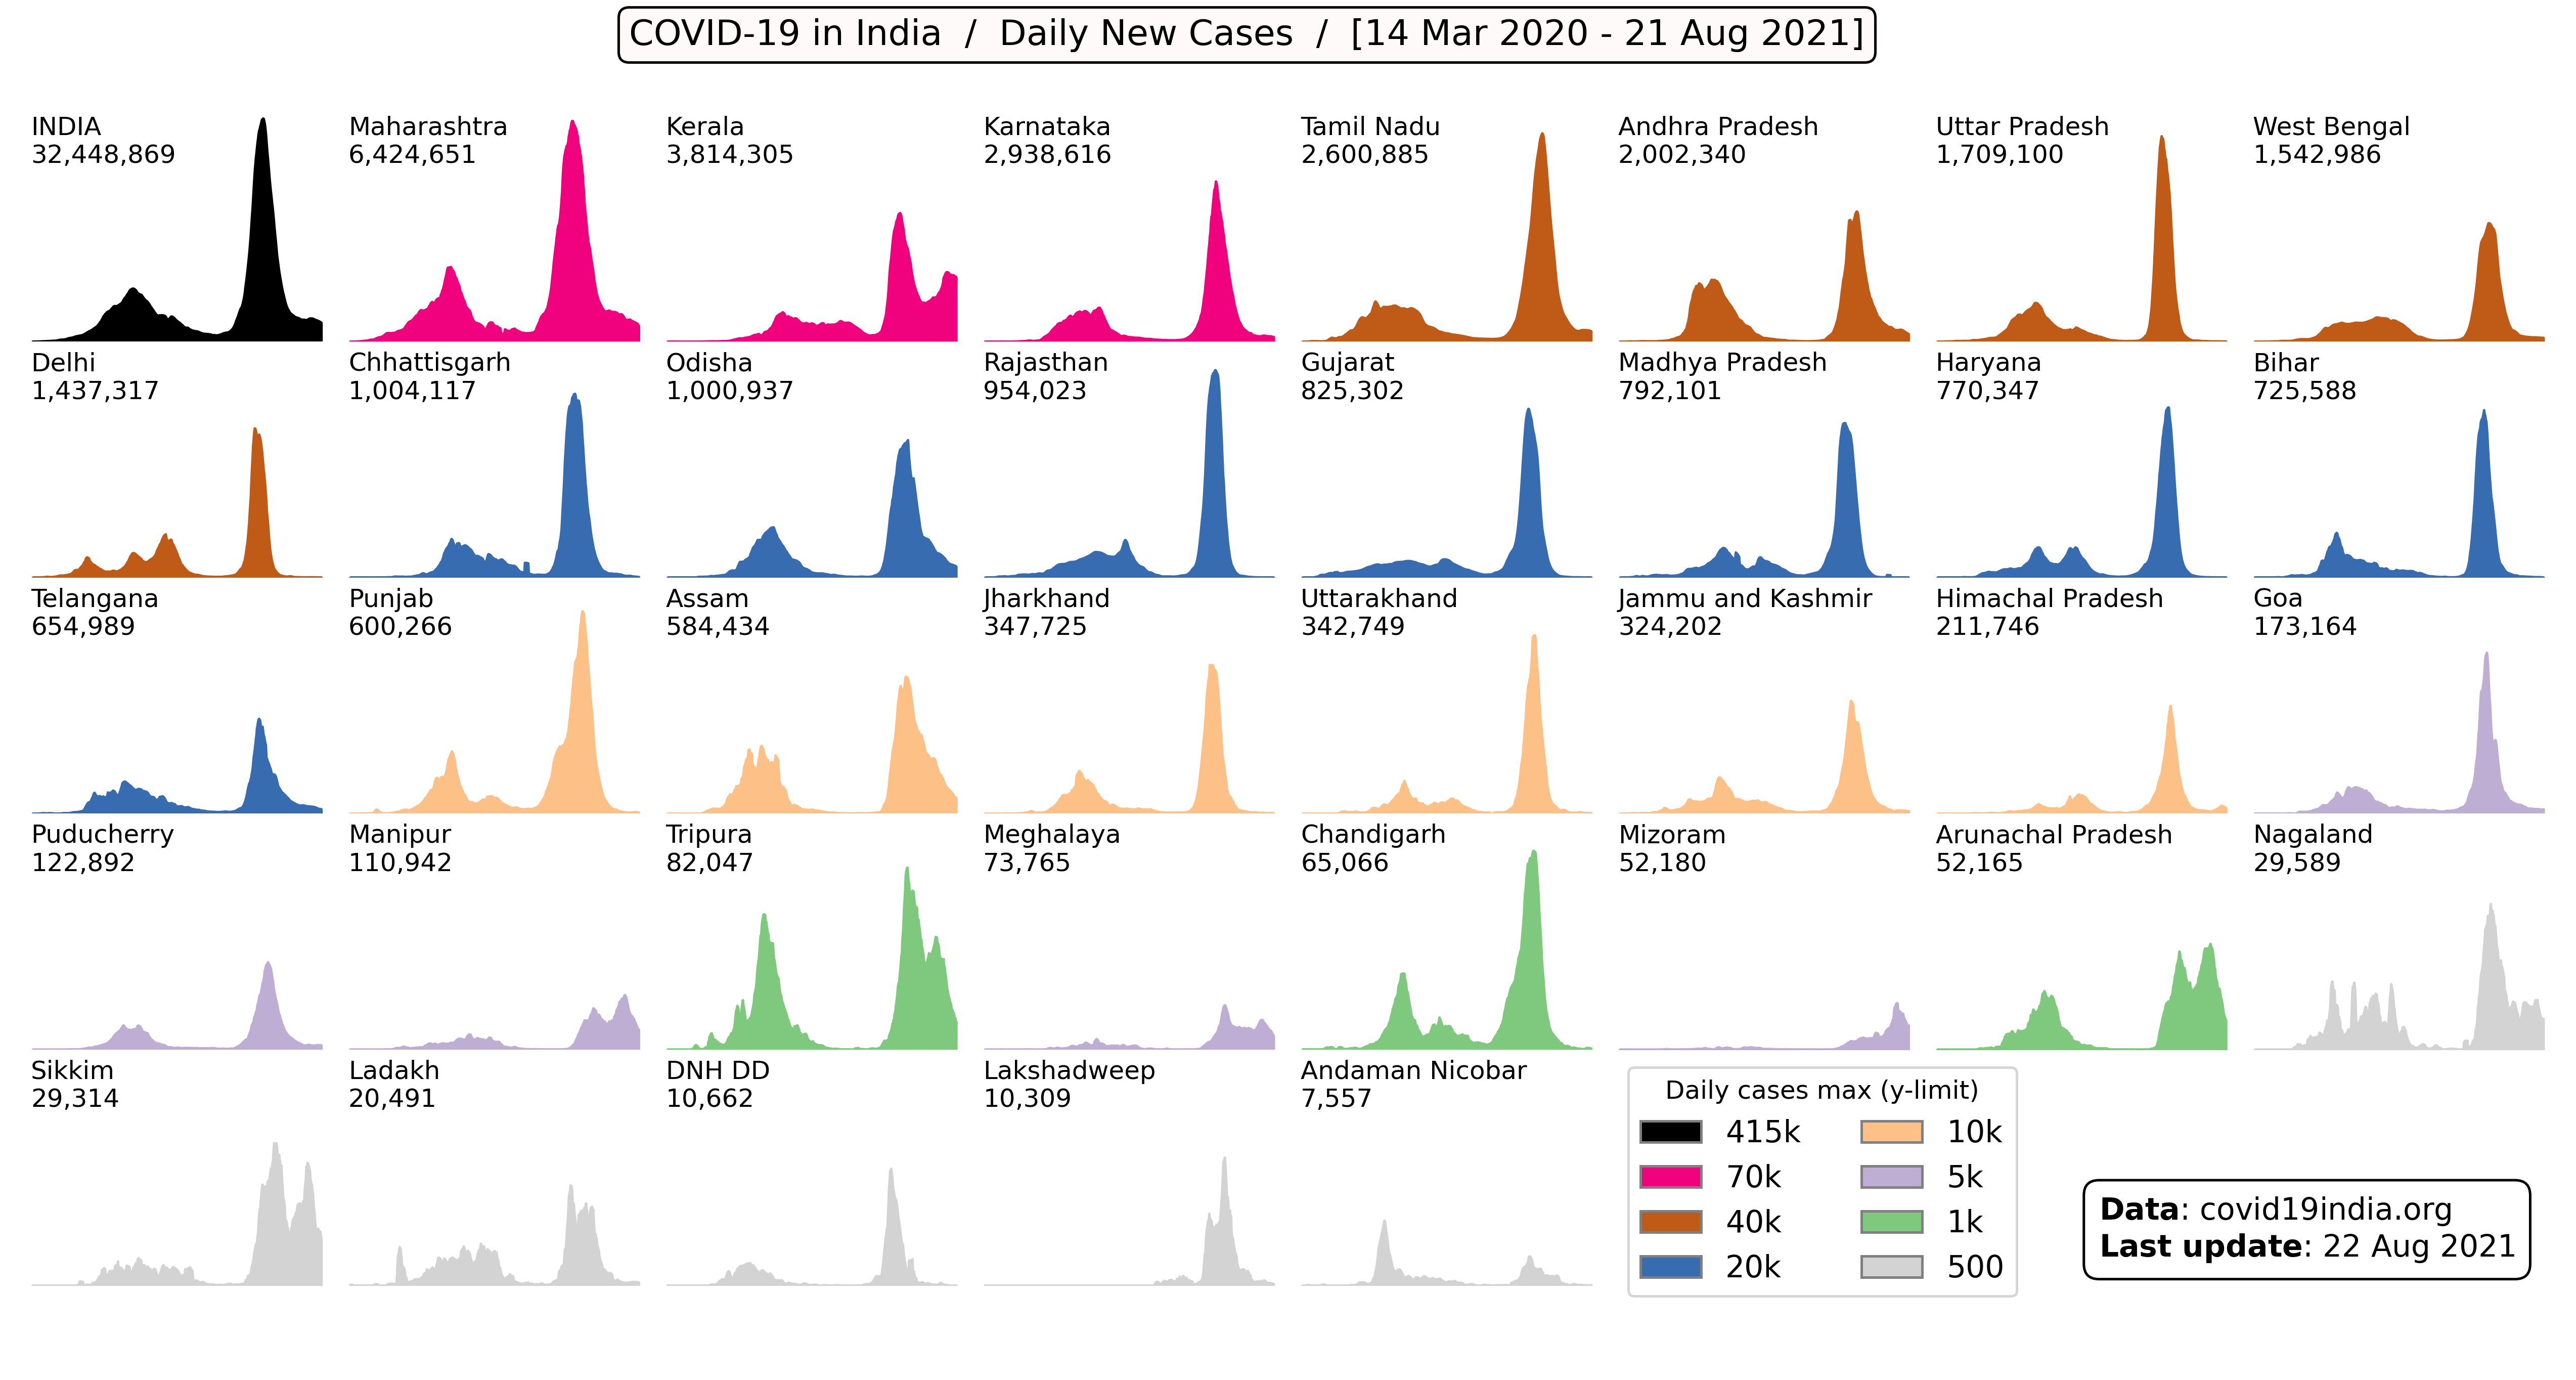 COVID-19 in India / Daily New Cases / [14 Mar 2020 - 21 Aug 2021]
INDIA
32,448,869
Maharashtra
6,424,651
Kerala
3,814,305
Karnataka
2,938,616
Tamil Nadu
2,600,885
Andhra Pradesh
2,002,340
Uttar Pradesh
1,709,100
West Bengal
1,542,986
Delhi
1,437,317
Chhattisgarh
1,004,117
Odisha
1,000,937
Rajasthan
954,023
Gujarat
825,302
Madhya Pradesh
792,101
Haryana
770,347
Bihar
725,588
Telangana
654,989
Punjab
600,266
Assam
584,434
Jharkhand
347,725
Uttarakhand
342,749
Jammu and Kashmir
324,202
Himachal Pradesh
211,746
Goa
173,164
Puducherry
122,892
Manipur
110,942
Tripura
82,047
Meghalaya
73,765
Chandigarh
65,066
Mizoram
52,180
Arunachal Pradesh
52,165
Nagaland
29,589
Sikkim
29,314
Ladakh
20,491
DNH DD
10,662
Lakshadweep
10,309
Andaman Nicobar
7,557
Daily cases max (y-limit)
415k
70k
40k
20k
10k
5k
1k
500
Data: covid19india.org
Last update: 22 Aug 2021